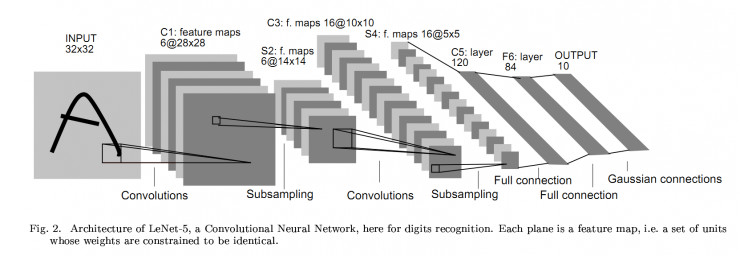 INPUT
32x32
C1: feature maps
6@28x28
S2: f. maps
6@14x14
C3: f. maps 16@10x10
S4: f. maps 16@5x5
C5: layer
120
F6: layer
84
OUTPUT
10
Convolutions
Subsampling
Convolutions
Subsampling
Full connection
Full connection
Gaussian connections
Fig. 2. Architecture of LeNet-5, a Convolutional Neural Network, here for digits recognition. Each plane is a feature map, i.e. a set of units
whose weights are constrained to be identical.